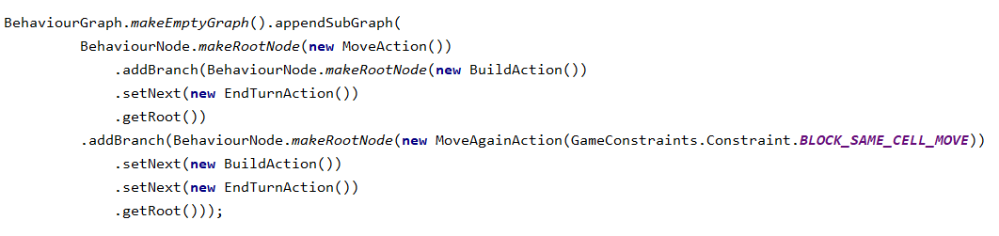 BehaviourGraph.makeEmptyGraph().appendSubGraph(
BehaviourNode.makeRootNode(new MoveAction())
.addBranch(BehaviourNode.makeRootNode(new BuildAction())
.setNext(new EndTurnAction())
.getRoot())
.addBranch(BehaviourNode.makeRootNode(new MoveAgainAction(GameConstraints.Constraint.BLOCK_SAME_CELL_MOVE))
.setNext(new BuildAction())
.setNext(new EndTurnAction())
.getRoot()));